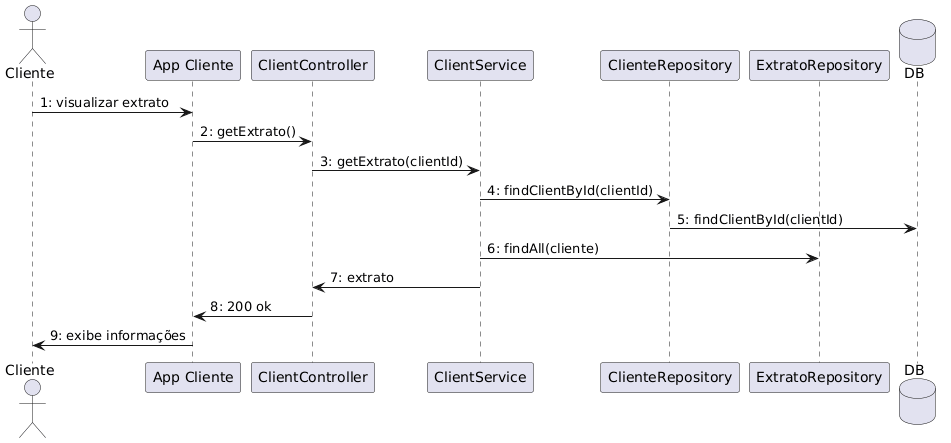 Cliente
App Cliente
ClientController
ClientService
ClienteRepository
ExtratoRepository
DB
1: visualizar extrato
2: getExtrato()
3: getExtrato(clientId)
4: findClientById(clientId)
5: findClientById(clientId)
6: findAll(cliente)
7: extrato
8: 200 ok
9: exibe informações
Cliente
App Cliente
ClientController
ClientService
ClienteRepository
ExtratoRepository
DB